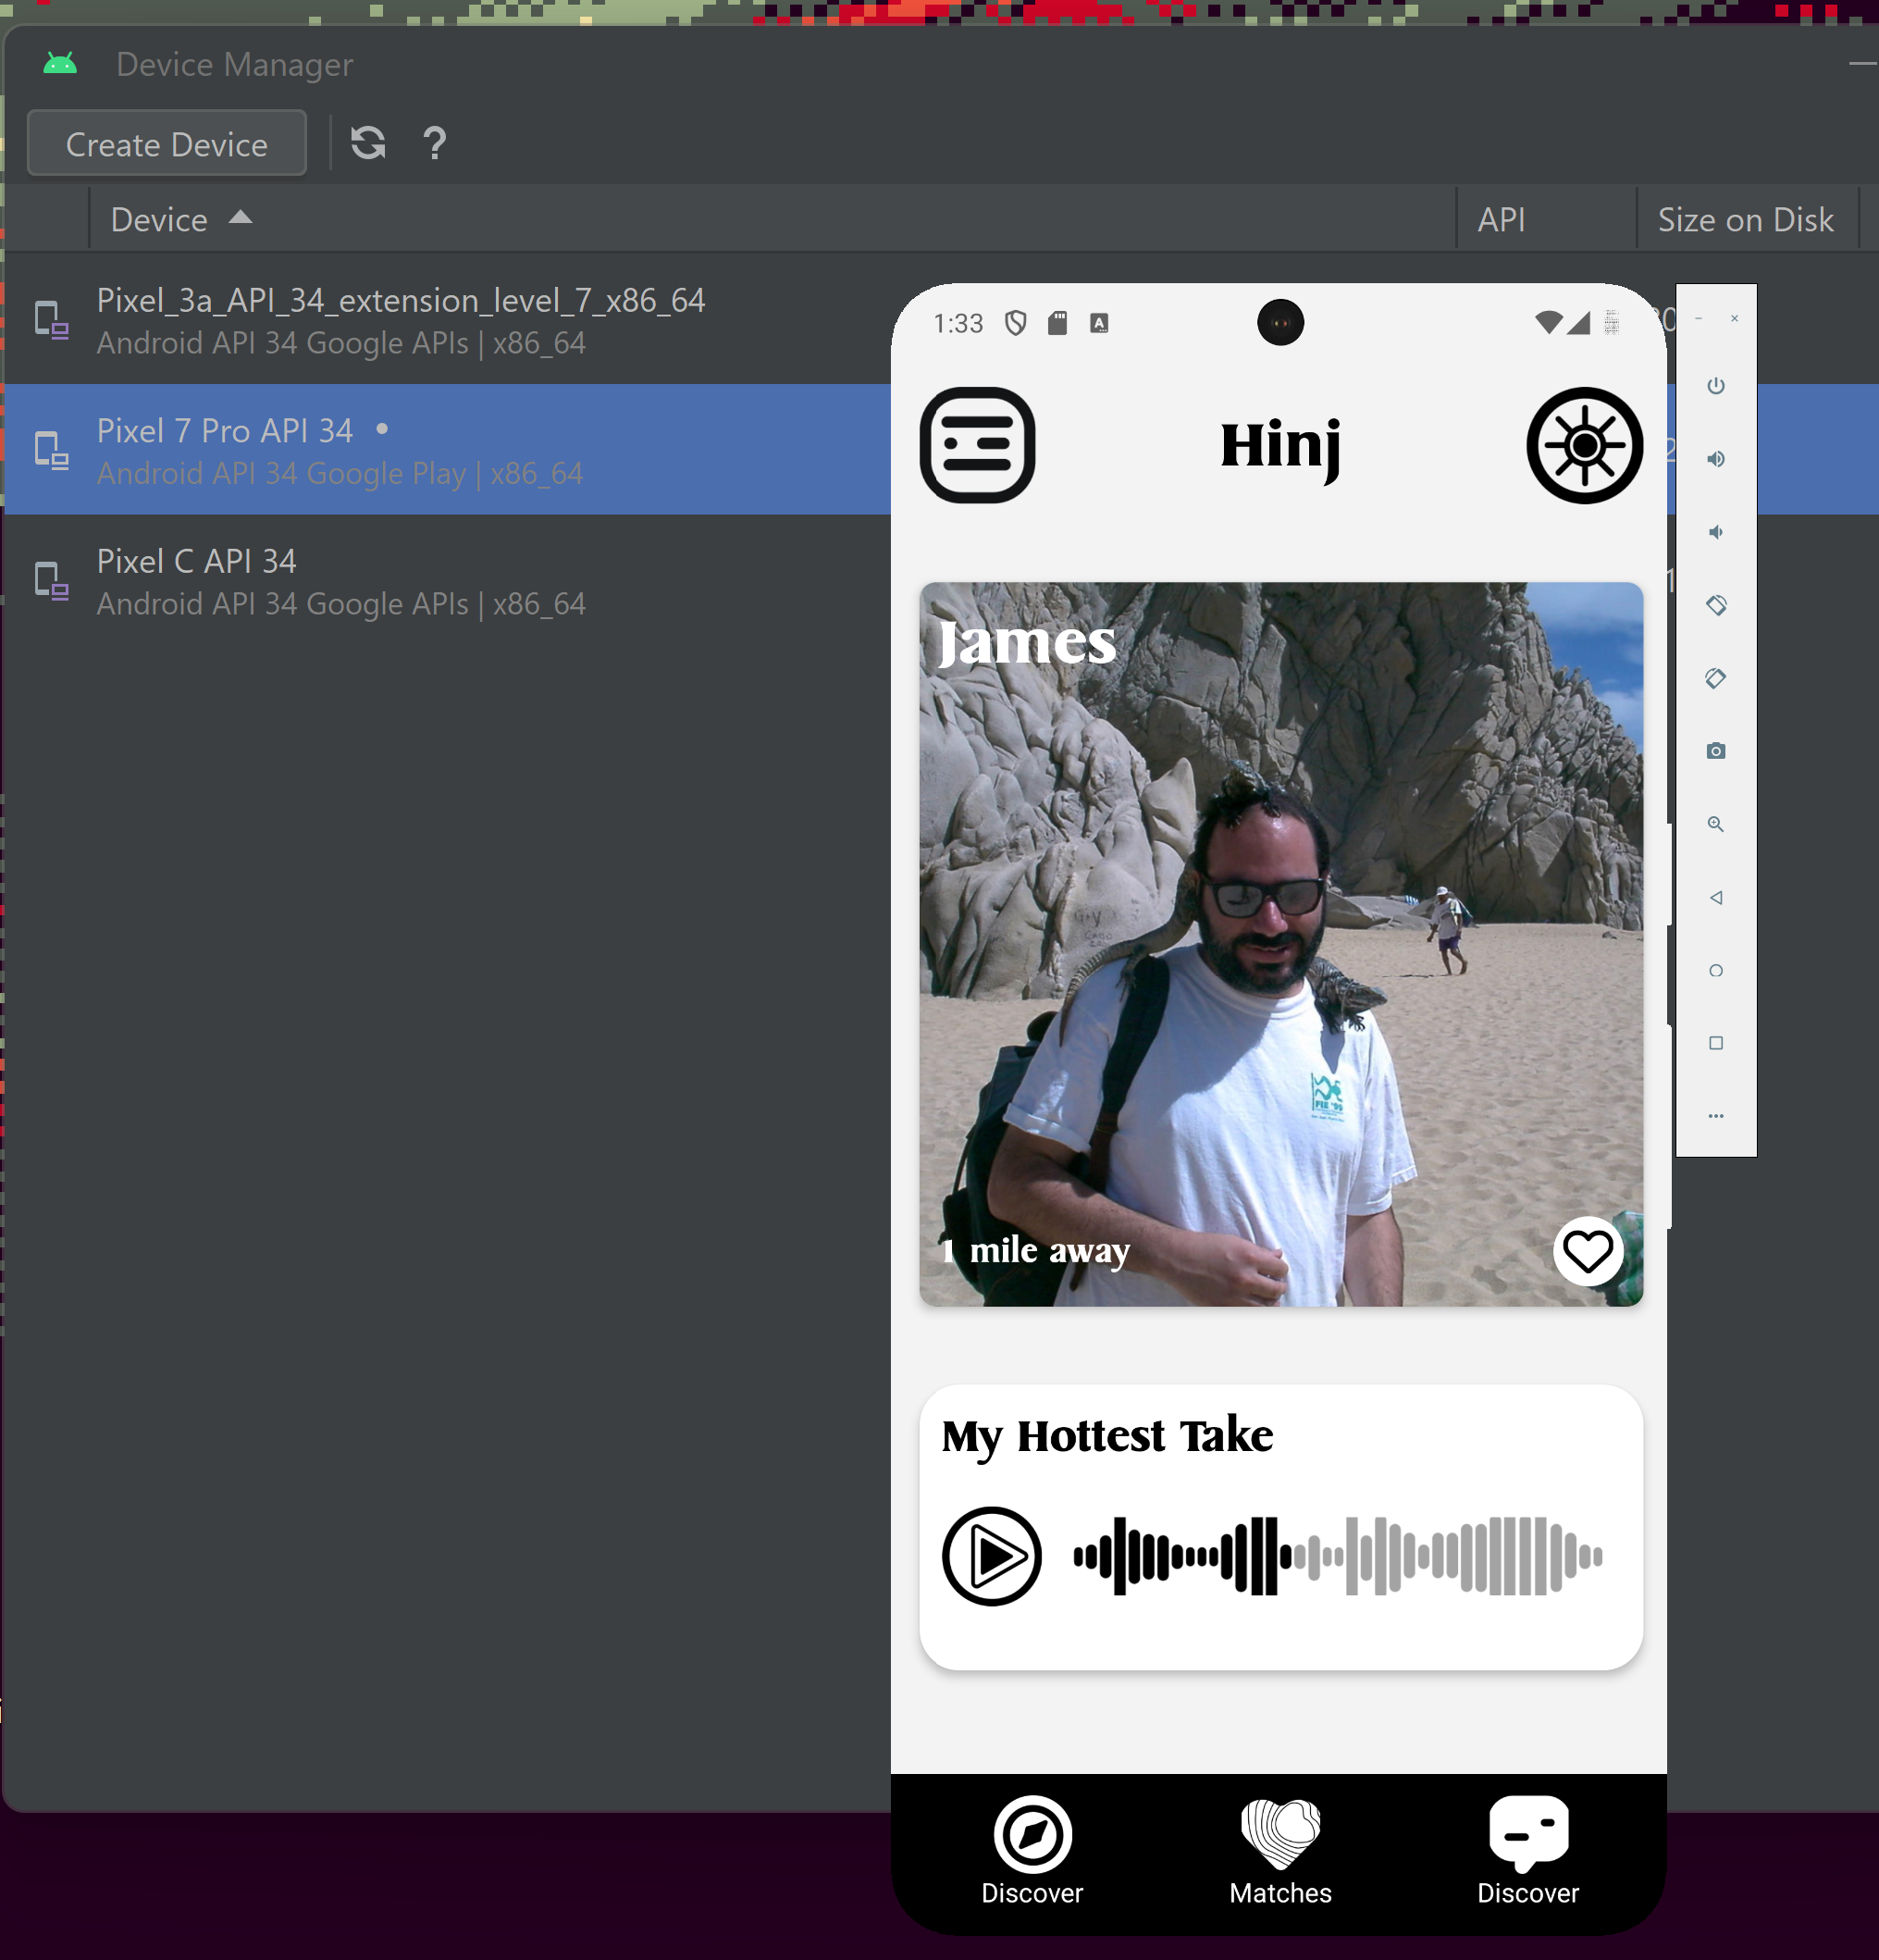 Device Manager
Create Device
?
Device
API
Size on Disk
Pixel_3a_API_34_extension_level_7_x86_64
Android API 34 Google APIs | x86_64
Pixel 7 Pro API 34 •
Android API 34 Google Play | x86_64
Pixel C API 34
Android API 34 Google APIs | x86_64
1:33
A
Hinj
James
FIE '99
1 mile away
My Hottest Take
Discover
Matches
Discover